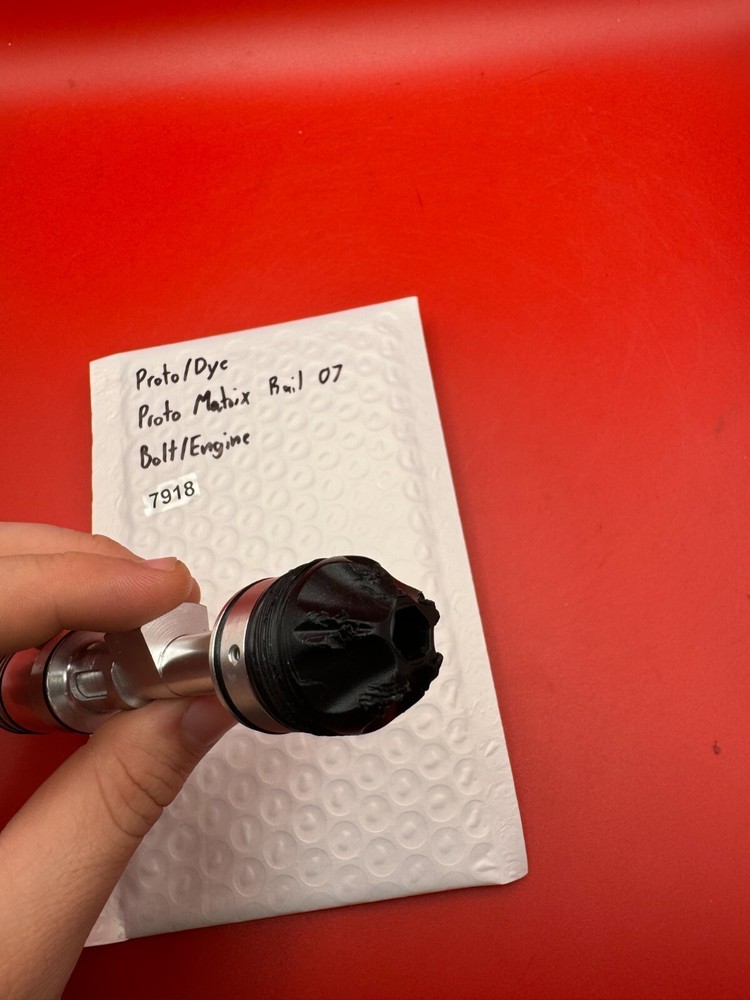 Proto/Dye
Proto Matrix Rail 07
Bolt/Engine
7918